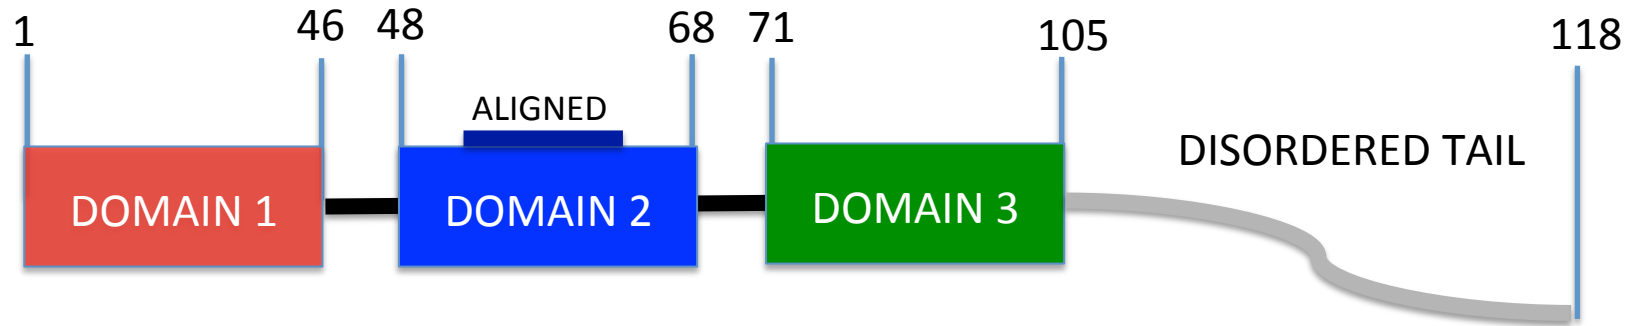 1 46 48 68 71 105 118
ALIGNED
DISORDERED TAIL
DOMAIN 1 DOMAIN 2 DOMAIN 3